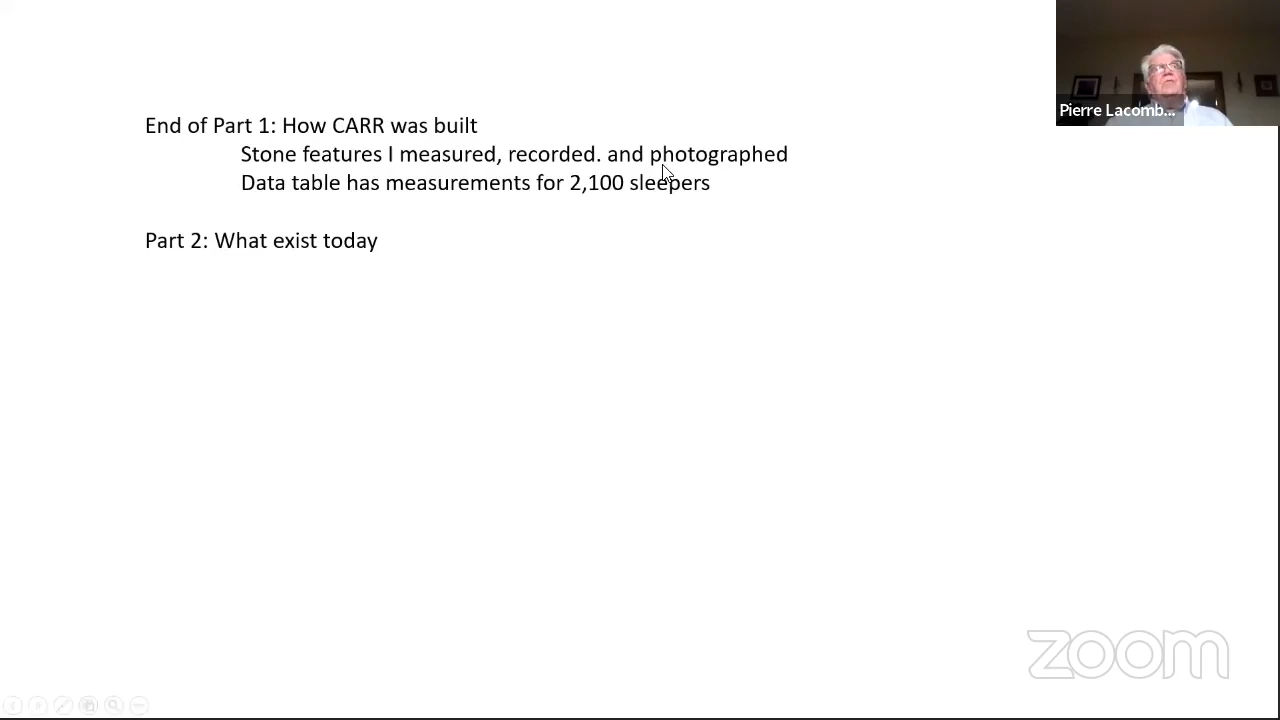 End of Part 1: How CARR was built
Stone features I measured, recorded. and photographed
Data table has measurements for 2,100 sleepers
Part 2: What exist today
Pierre Lacomb...
zoom